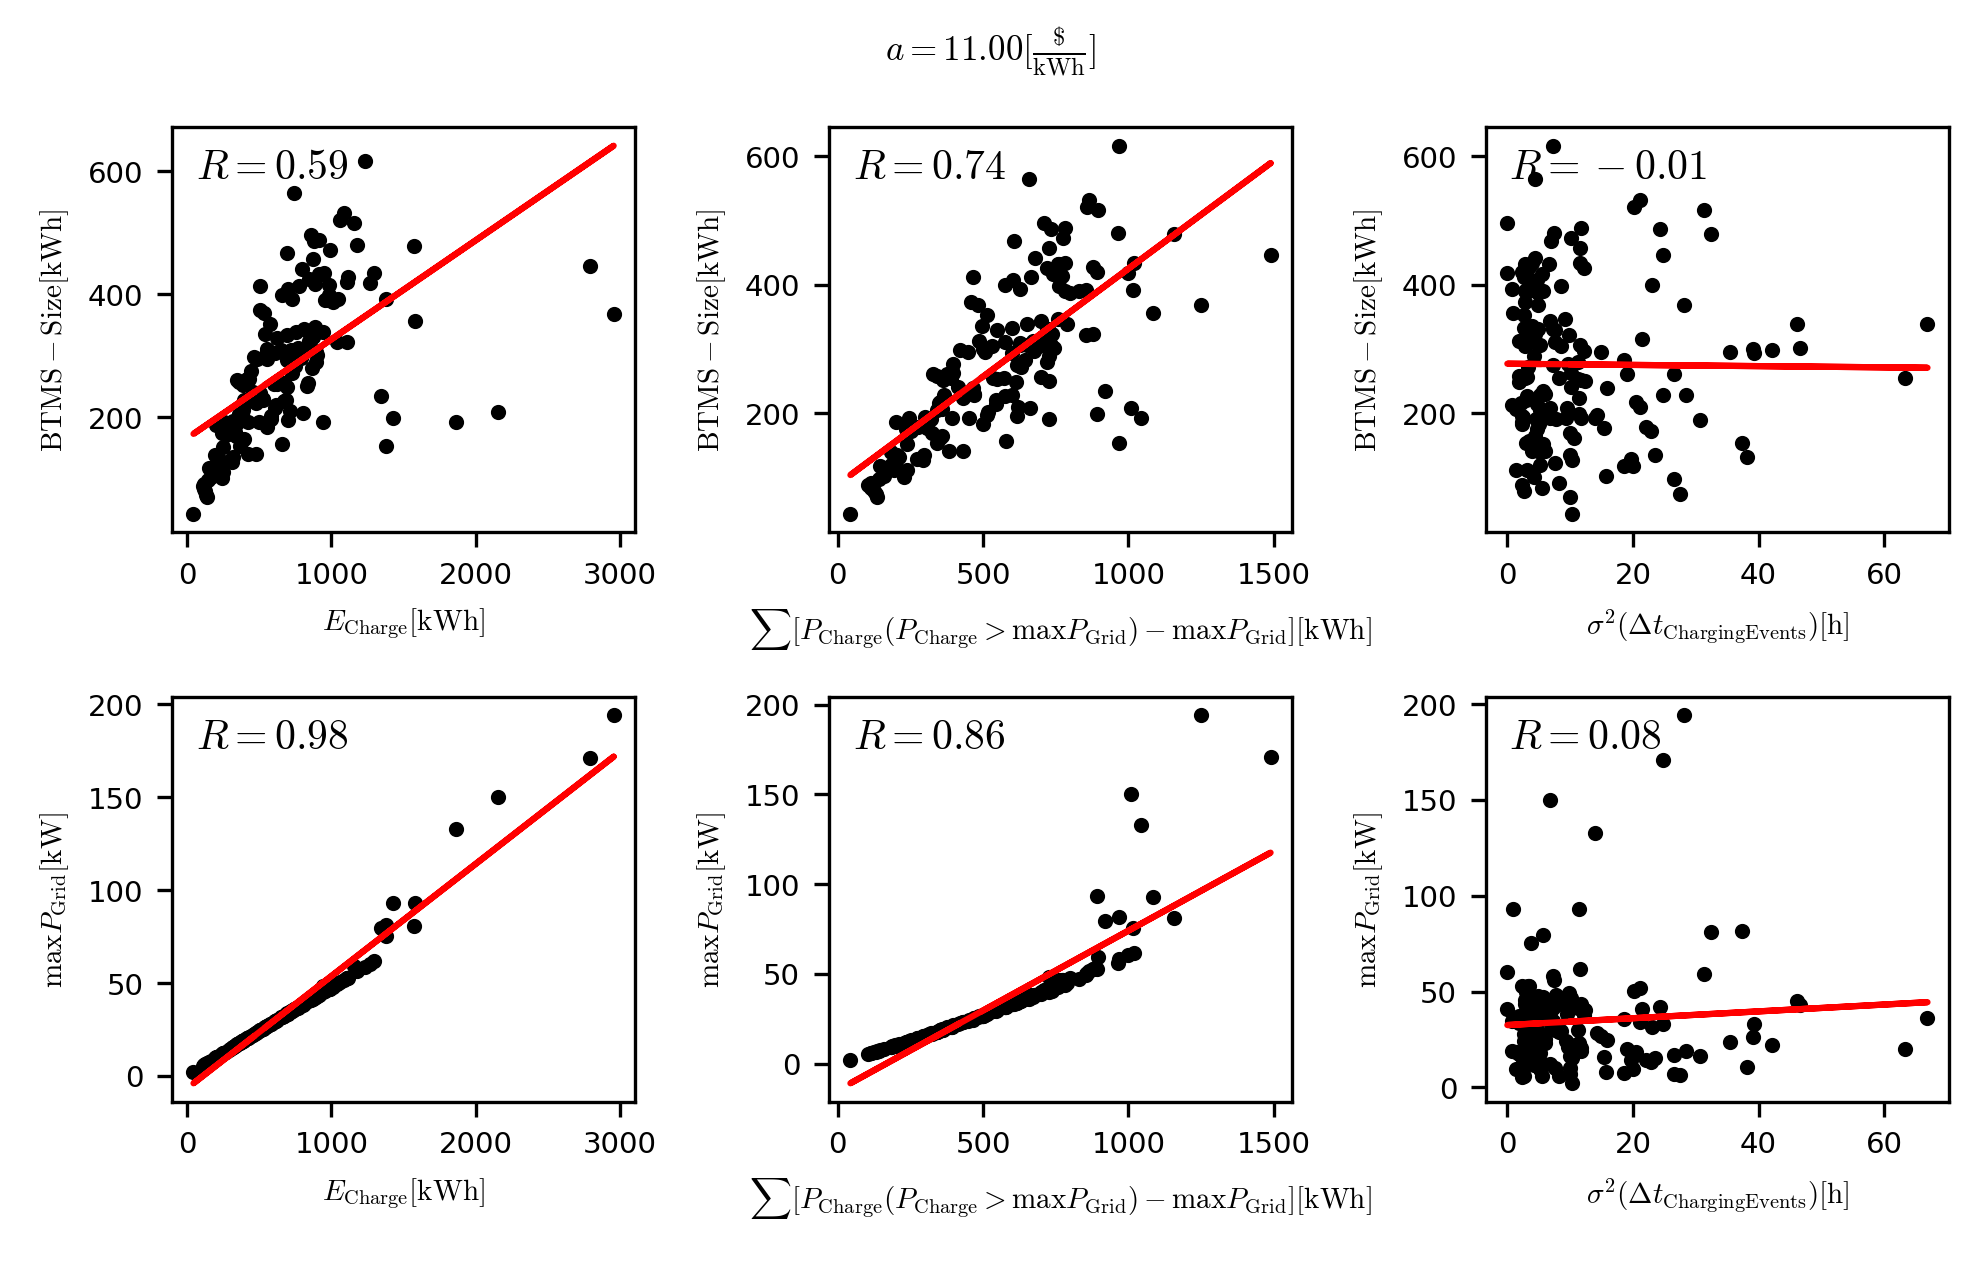 a = 11.00[$/kWh]
R = 0.59
BTMS − Size[kWh]
600
400
200
0 1000 2000 3000
E_Charge[kWh]
R = 0.74
BTMS − Size[kWh]
600
400
200
0 500 1000 1500
∑[P_Charge(P_Charge > maxP_Grid) − maxP_Grid][kWh]
R = −0.01
BTMS − Size[kWh]
600
400
200
0 20 40 60
σ²(Δt_ChargingEvents)[h]
R = 0.98
maxP_Grid[kW]
200
150
100
50
0
0 1000 2000 3000
E_Charge[kWh]
R = 0.86
maxP_Grid[kW]
200
150
100
50
0
0 500 1000 1500
∑[P_Charge(P_Charge > maxP_Grid) − maxP_Grid][kWh]
R = 0.08
maxP_Grid[kW]
200
150
100
50
0
0 20 40 60
σ²(Δt_ChargingEvents)[h]